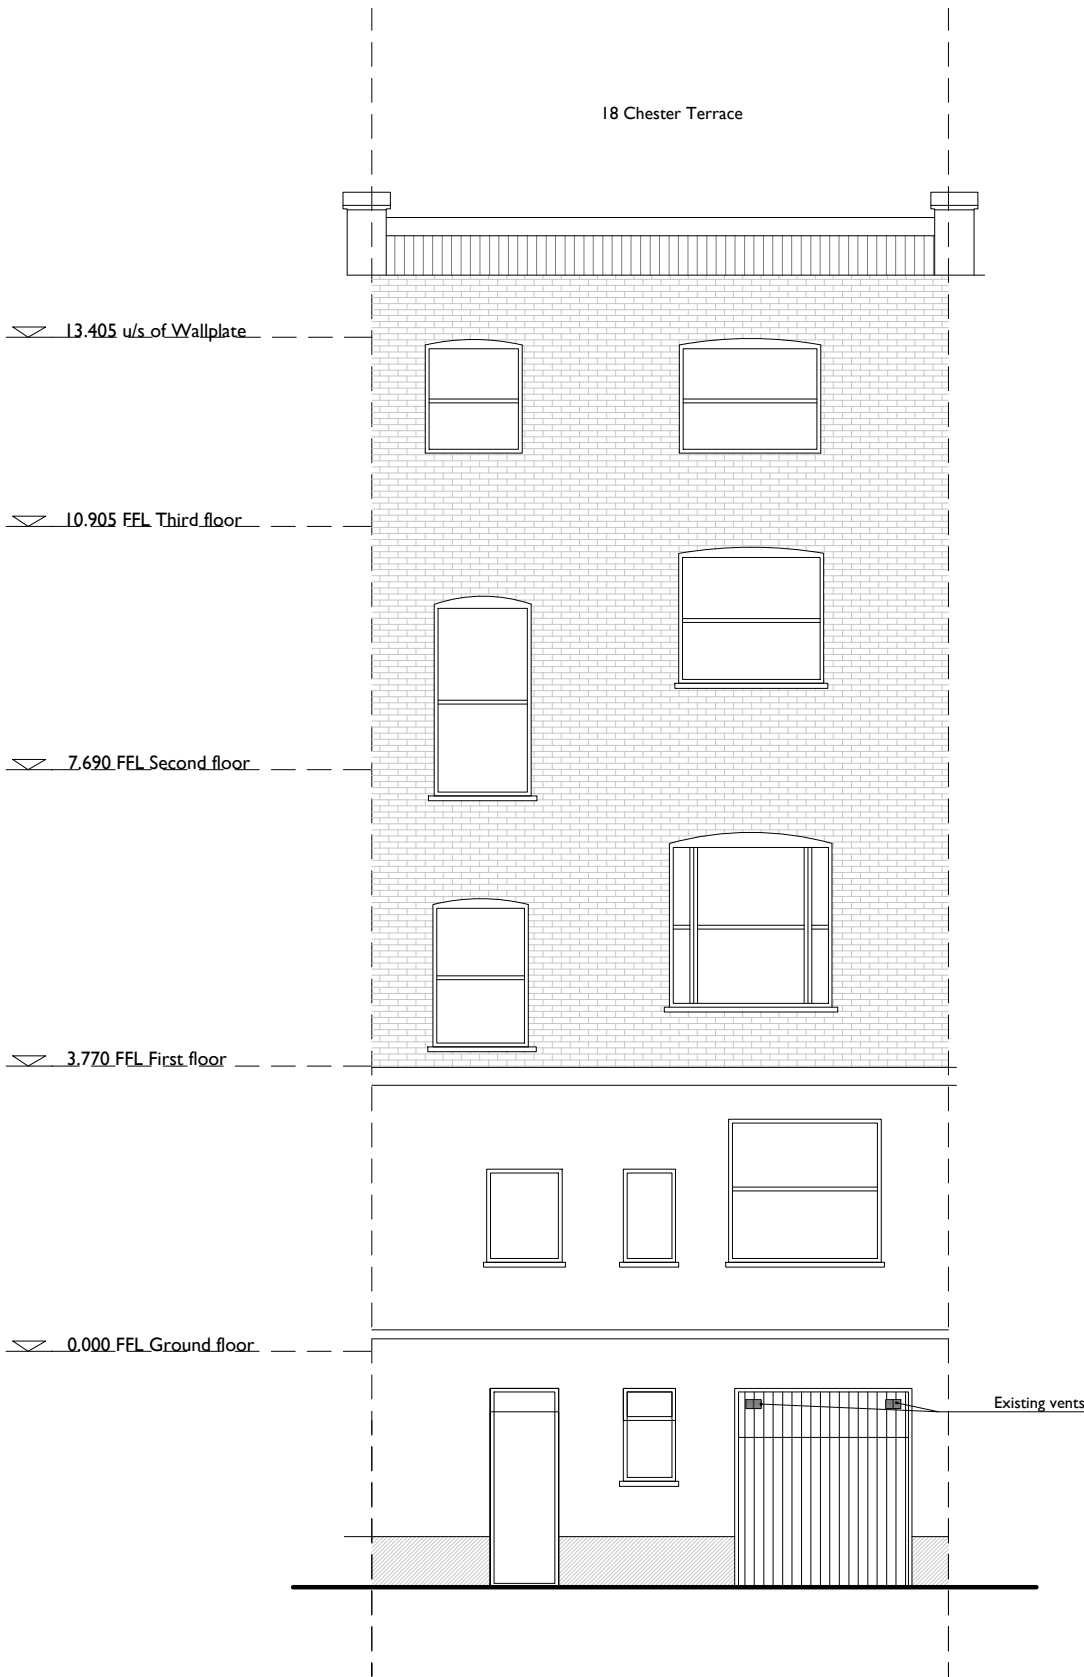 18 Chester Terrace
13.405 u/s of Wallplate
10.905 FFL Third floor
7.690 FFL Second floor
3.770 FFL First floor
0.000 FFL Ground floor
Existing vents